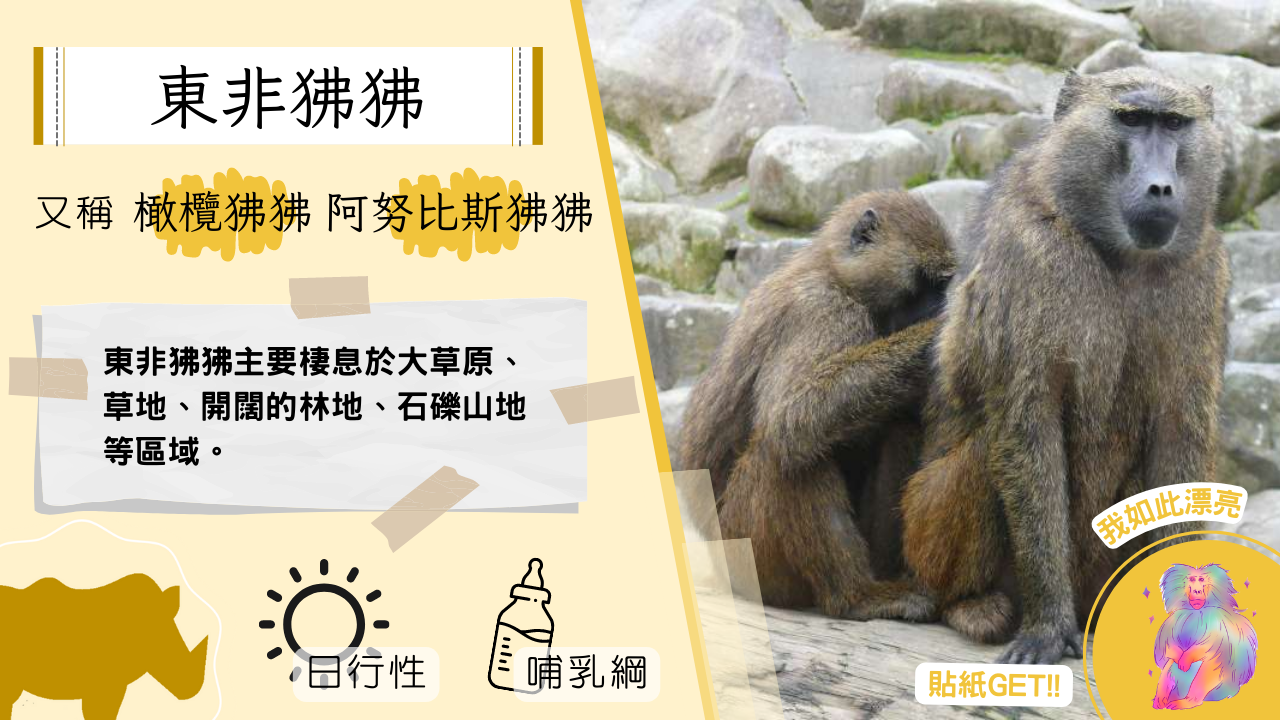 東非狒狒
又稱 橄欖狒狒 阿努比斯狒狒
東非狒狒主要棲息於大草原、
草地、開闊的林地、石礫山地
等區域。
日行性
哺乳綱
我如此漂亮
貼紙GET!!